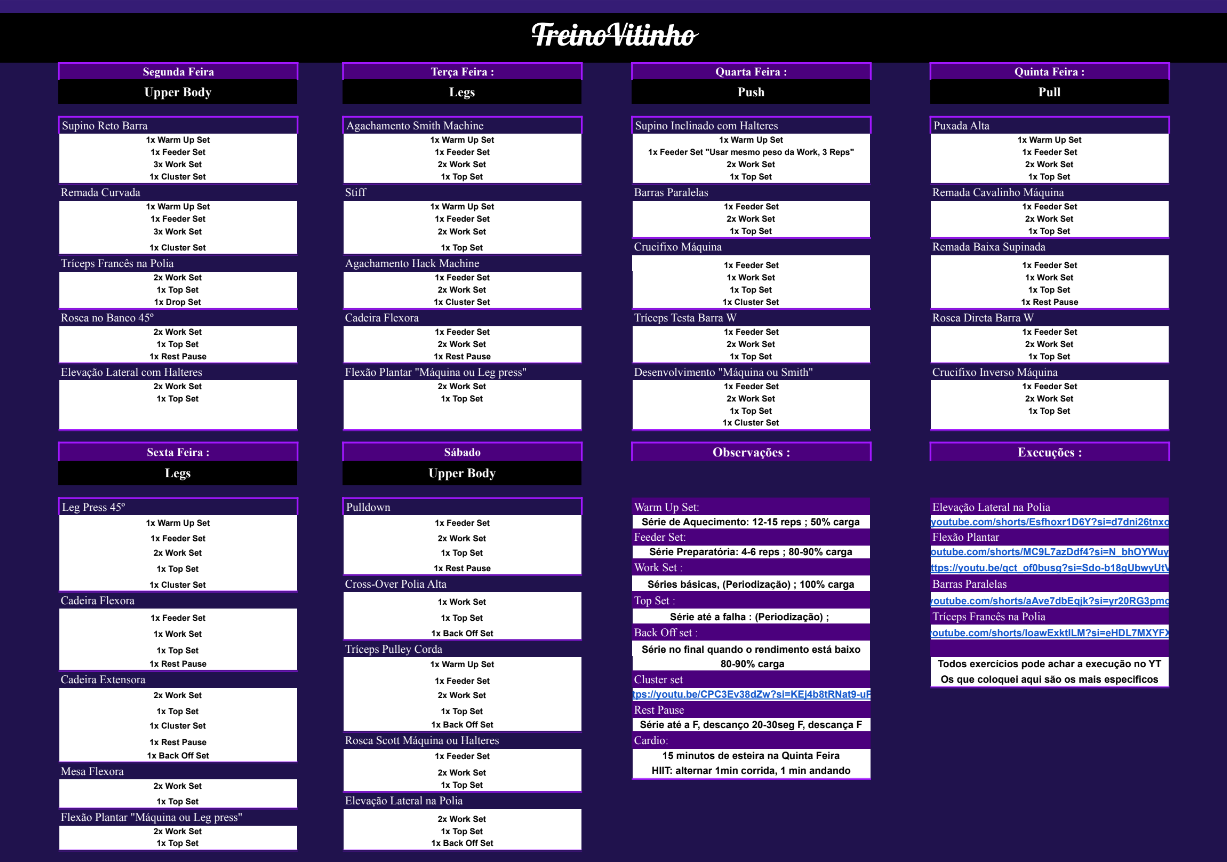 TreinoVitinho
Segunda Feira
Upper Body
Supino Reto Barra
1x Warm Up Set
1x Feeder Set
3x Work Set
1x Cluster Set
Remada Curvada
1x Warm Up Set
1x Feeder Set
3x Work Set
1x Cluster Set
Tríceps Francês na Polia
2x Work Set
1x Top Set
1x Drop Set
Rosca no Banco 45º
2x Work Set
1x Top Set
1x Rest Pause
Elevação Lateral com Halteres
2x Work Set
1x Top Set
Terça Feira :
Legs
Agachamento Smith Machine
1x Warm Up Set
1x Feeder Set
2x Work Set
1x Top Set
Stiff
1x Warm Up Set
1x Feeder Set
2x Work Set
1x Top Set
Agachamento Hack Machine
1x Feeder Set
2x Work Set
1x Cluster Set
Cadeira Flexora
1x Feeder Set
2x Work Set
1x Rest Pause
Flexão Plantar "Máquina ou Leg press"
2x Work Set
1x Top Set
Quarta Feira :
Push
Supino Inclinado com Halteres
1x Warm Up Set
1x Feeder Set "Usar mesmo peso da Work, 3 Reps"
2x Work Set
1x Top Set
Barras Paralelas
1x Feeder Set
2x Work Set
1x Top Set
Crucifixo Máquina
1x Feeder Set
1x Work Set
1x Top Set
1x Cluster Set
Tríceps Testa Barra W
1x Feeder Set
2x Work Set
1x Top Set
Desenvolvimento "Máquina ou Smith"
1x Feeder Set
2x Work Set
1x Top Set
1x Cluster Set
Quinta Feira :
Pull
Puxada Alta
1x Warm Up Set
1x Feeder Set
2x Work Set
1x Top Set
Remada Cavalinho Máquina
1x Feeder Set
2x Work Set
1x Top Set
Remada Baixa Supinada
1x Feeder Set
1x Work Set
1x Top Set
1x Rest Pause
Rosca Direta Barra W
1x Feeder Set
2x Work Set
1x Top Set
Crucifixo Inverso Máquina
1x Feeder Set
2x Work Set
1x Top Set
Sexta Feira :
Legs
Leg Press 45º
1x Warm Up Set
1x Feeder Set
2x Work Set
1x Top Set
1x Cluster Set
Cadeira Flexora
1x Feeder Set
1x Work Set
1x Top Set
1x Rest Pause
Cadeira Extensora
2x Work Set
1x Top Set
1x Cluster Set
1x Rest Pause
1x Back Off Set
Mesa Flexora
2x Work Set
1x Top Set
Flexão Plantar "Máquina ou Leg press"
2x Work Set
1x Top Set
Sábado
Upper Body
Pulldown
1x Feeder Set
2x Work Set
1x Top Set
1x Rest Pause
Cross-Over Polia Alta
1x Work Set
1x Top Set
1x Back Off Set
Tríceps Pulley Corda
1x Warm Up Set
1x Feeder Set
2x Work Set
1x Top Set
1x Back Off Set
Rosca Scott Máquina ou Halteres
1x Feeder Set
2x Work Set
1x Top Set
Elevação Lateral na Polia
2x Work Set
1x Top Set
1x Back Off Set
Observações :
Warm Up Set:
Série de Aquecimento: 12-15 reps ; 50% carga
Feeder Set:
Série Preparatória: 4-6 reps ; 80-90% carga
Work Set :
Séries básicas, (Periodização) ; 100% carga
Top Set :
Série até a falha : (Periodização) ;
Back Off set :
Série no final quando o rendimento está baixo
80-90% carga
Cluster set
tps://youtu.be/CPC3Ev38dZw?si=KEj4b8tRNat9-uF
Rest Pause
Série até a F, descanço 20-30seg F, descança F
Cardio:
15 minutos de esteira na Quinta Feira
HIIT: alternar 1min corrida, 1 min andando
Execuções :
Elevação Lateral na Polia
youtube.com/shorts/Esfhoxr1D6Y?si=d7dni26tnxc
Flexão Plantar
outube.com/shorts/MC9L7azDdf4?si=N_bhOYWuy
ttps://youtu.be/gct_of0busg?si=Sdo-b18qUbwyUtV
Barras Paralelas
youtube.com/shorts/aAve7dbEqjk?si=yr20RG3pmc
Tríceps Francês na Polia
youtube.com/shorts/IoawExktlLM?si=eHDL7MXYFX
Todos exercícios pode achar a execução no YT
Os que coloquei aqui são os mais específicos